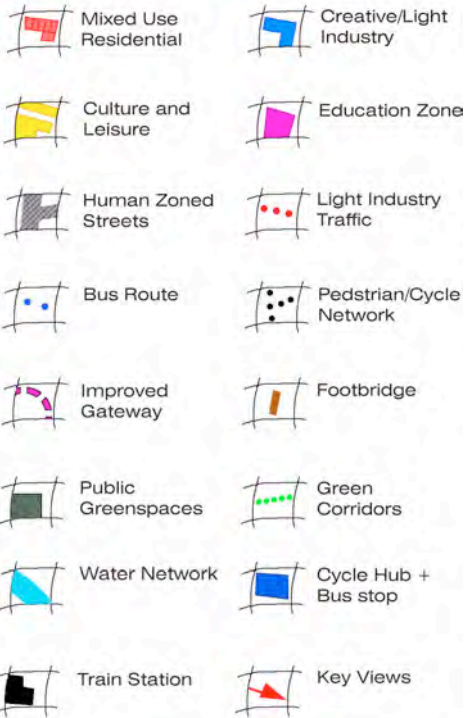 Mixed Use
Residential
Creative/Light
Industry
Culture and
Leisure
Education Zone
Human Zoned
Streets
Light Industry
Traffic
Bus Route
Pedstrian/Cycle
Network
Improved
Gateway
Footbridge
Public
Greenspaces
Green
Corridors
Water Network
Cycle Hub +
Bus stop
Train Station
Key Views